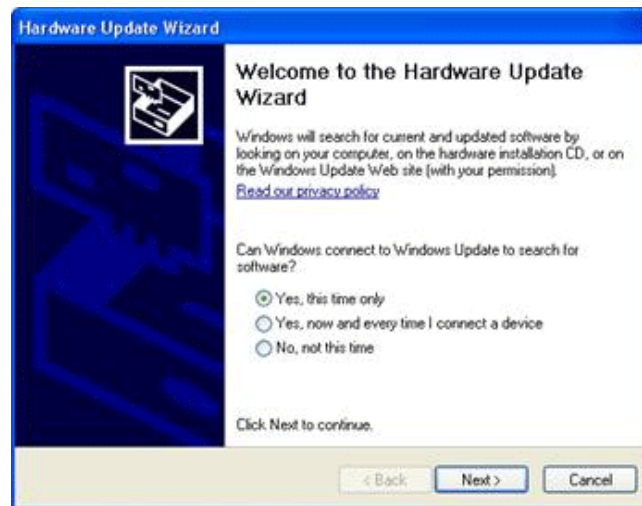 Hardware Update Wizard
Welcome to the Hardware Update
Wizard
Windows will search for current and updated software by
looking on your computer, on the hardware installation CD, or on
the Windows Update Web site (with your permission).
Read our privacy policy
Can Windows connect to Windows Update to search for
software?
Yes, this time only
Yes, now and every time I connect a device
No, not this time
Click Next to continue.
< Back
Next >
Cancel